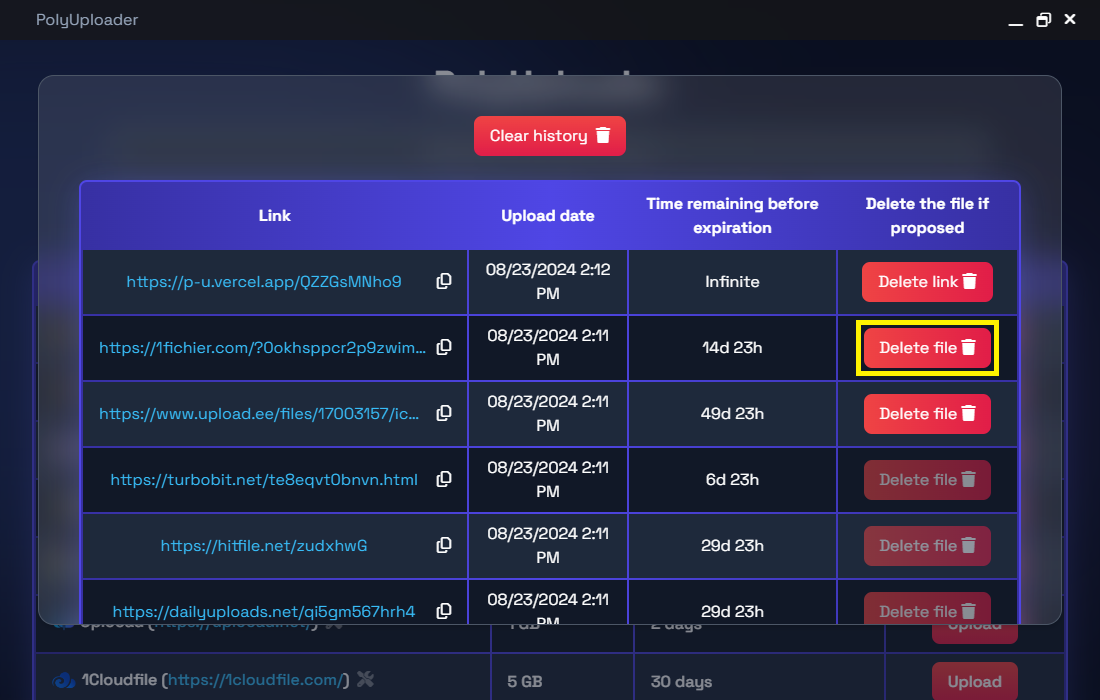 PolyUploader
PolyUploader
Clear history
Link
Upload date
Time remaining before
expiration
Delete the file if
proposed
https://p-u.vercel.app/QZZGsMNho9
08/23/2024 2:12
PM
Infinite
Delete link
https://1fichier.com/?0okhsppcr2p9zwim...
08/23/2024 2:11
PM
14d 23h
Delete file
https://www.upload.ee/files/17003157/ic...
08/23/2024 2:11
PM
49d 23h
Delete file
https://turbobit.net/te8eqvt0bnvn.html
08/23/2024 2:11
PM
6d 23h
Delete file
https://hitfile.net/zudxhwG
08/23/2024 2:11
PM
29d 23h
Delete file
https://dailyuploads.net/qi5gm567hrh4
08/23/2024 2:11
PM
29d 23h
Delete file
1 GB
2 days
Upload
1Cloudfile (https://1cloudfile.com/)
5 GB
30 days
Upload